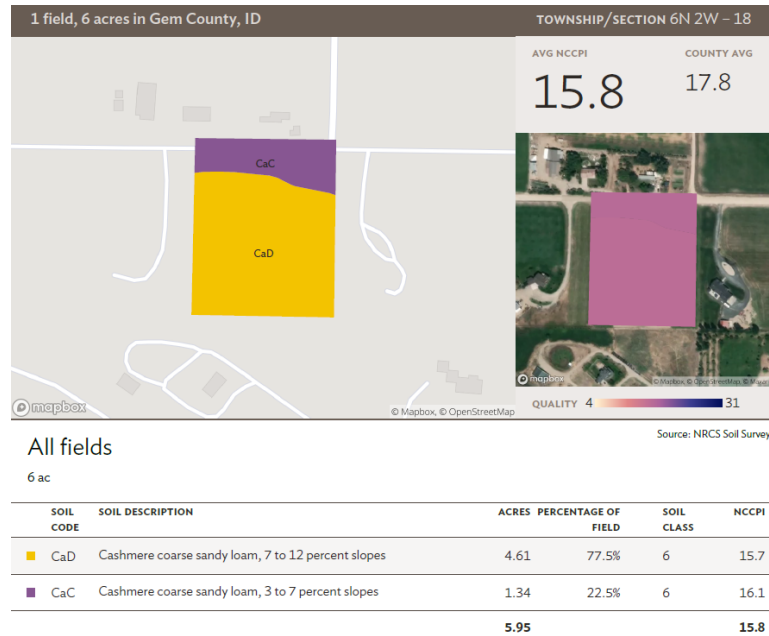 1 field, 6 acres in Gem County, ID
TOWNSHIP/SECTION 6N 2W – 18
AVG NCCPI
COUNTY AVG
15.8
17.8
CaC
CaD
mapbox
© Mapbox, © OpenStreetMap
mapbox
© Mapbox, © OpenStreetMap, ©
QUALITY 4 31
Source: NRCS Soil Survey
All fields
6 ac
SOIL CODE SOIL DESCRIPTION ACRES PERCENTAGE OF FIELD SOIL CLASS NCCPI
CaD Cashmere coarse sandy loam, 7 to 12 percent slopes 4.61 77.5% 6 15.7
CaC Cashmere coarse sandy loam, 3 to 7 percent slopes 1.34 22.5% 6 16.1
5.95 15.8